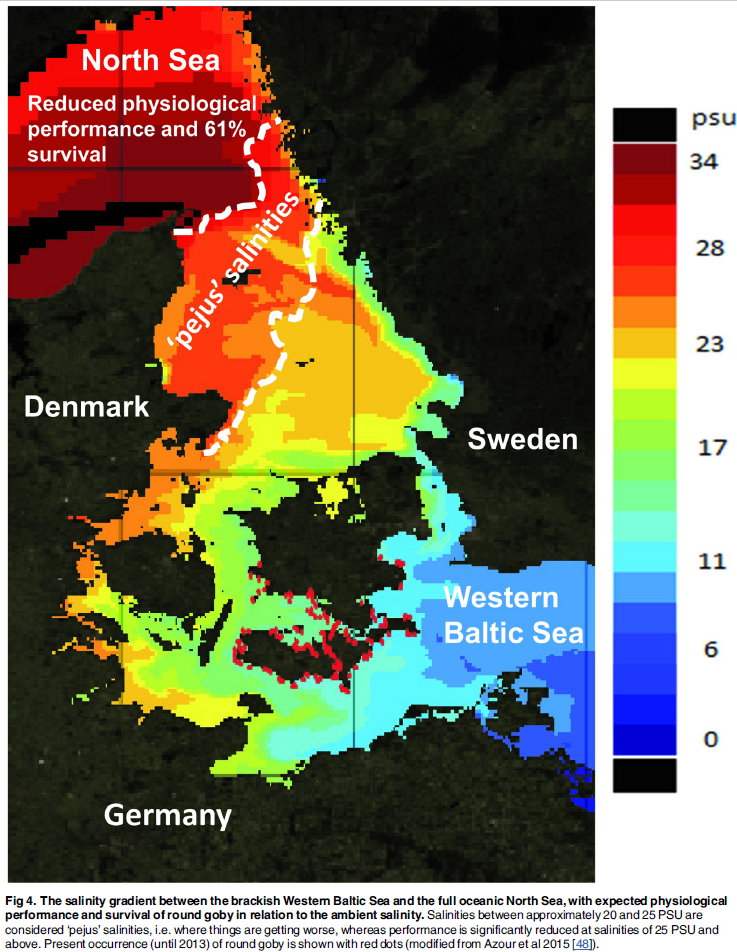 North Sea
Reduced physiological
performance and 61%
survival
'pejus' salinities
Denmark
Sweden
Western
Baltic Sea
Germany
psu
34
28
23
17
11
6
0
Fig 4. The salinity gradient between the brackish Western Baltic Sea and the full oceanic North Sea, with expected physiological
performance and survival of round goby in relation to the ambient salinity. Salinities between approximately 20 and 25 PSU are
considered 'pejus' salinities, i.e. where things are getting worse, whereas performance is significantly reduced at salinities of 25 PSU and
above. Present occurrence (until 2013) of round goby is shown with red dots (modified from Azour et al 2015 [48]).